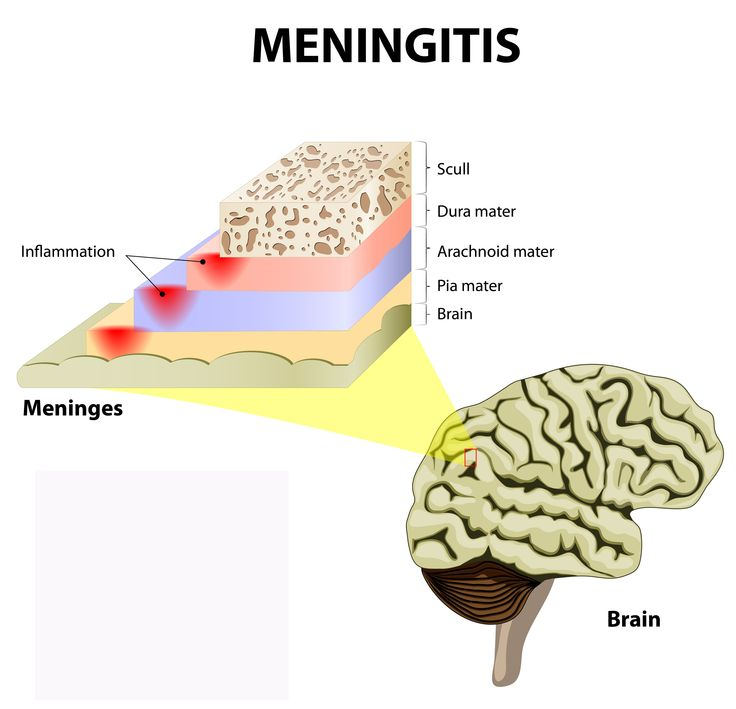 MENINGITIS
Scull
Dura mater
Inflammation
Arachnoid mater
Pia mater
Brain
Meninges
Brain